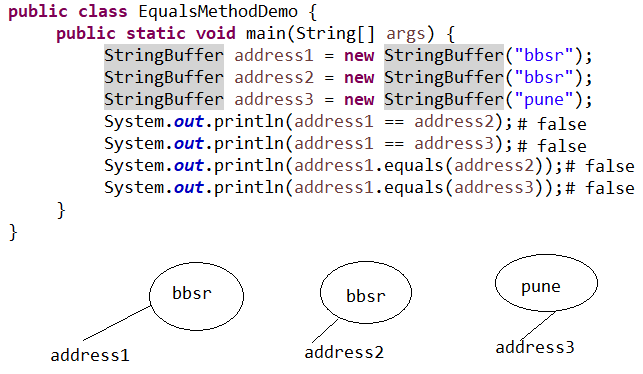 public class EqualsMethodDemo {
    public static void main(String[] args) {
        StringBuffer address1 = new StringBuffer("bbsr");
        StringBuffer address2 = new StringBuffer("bbsr");
        StringBuffer address3 = new StringBuffer("pune");
        System.out.println(address1 == address2);# false
        System.out.println(address1 == address3);# false
        System.out.println(address1.equals(address2));# false
        System.out.println(address1.equals(address3));# false
    }
}
bbsr bbsr pune
address1 address2 address3